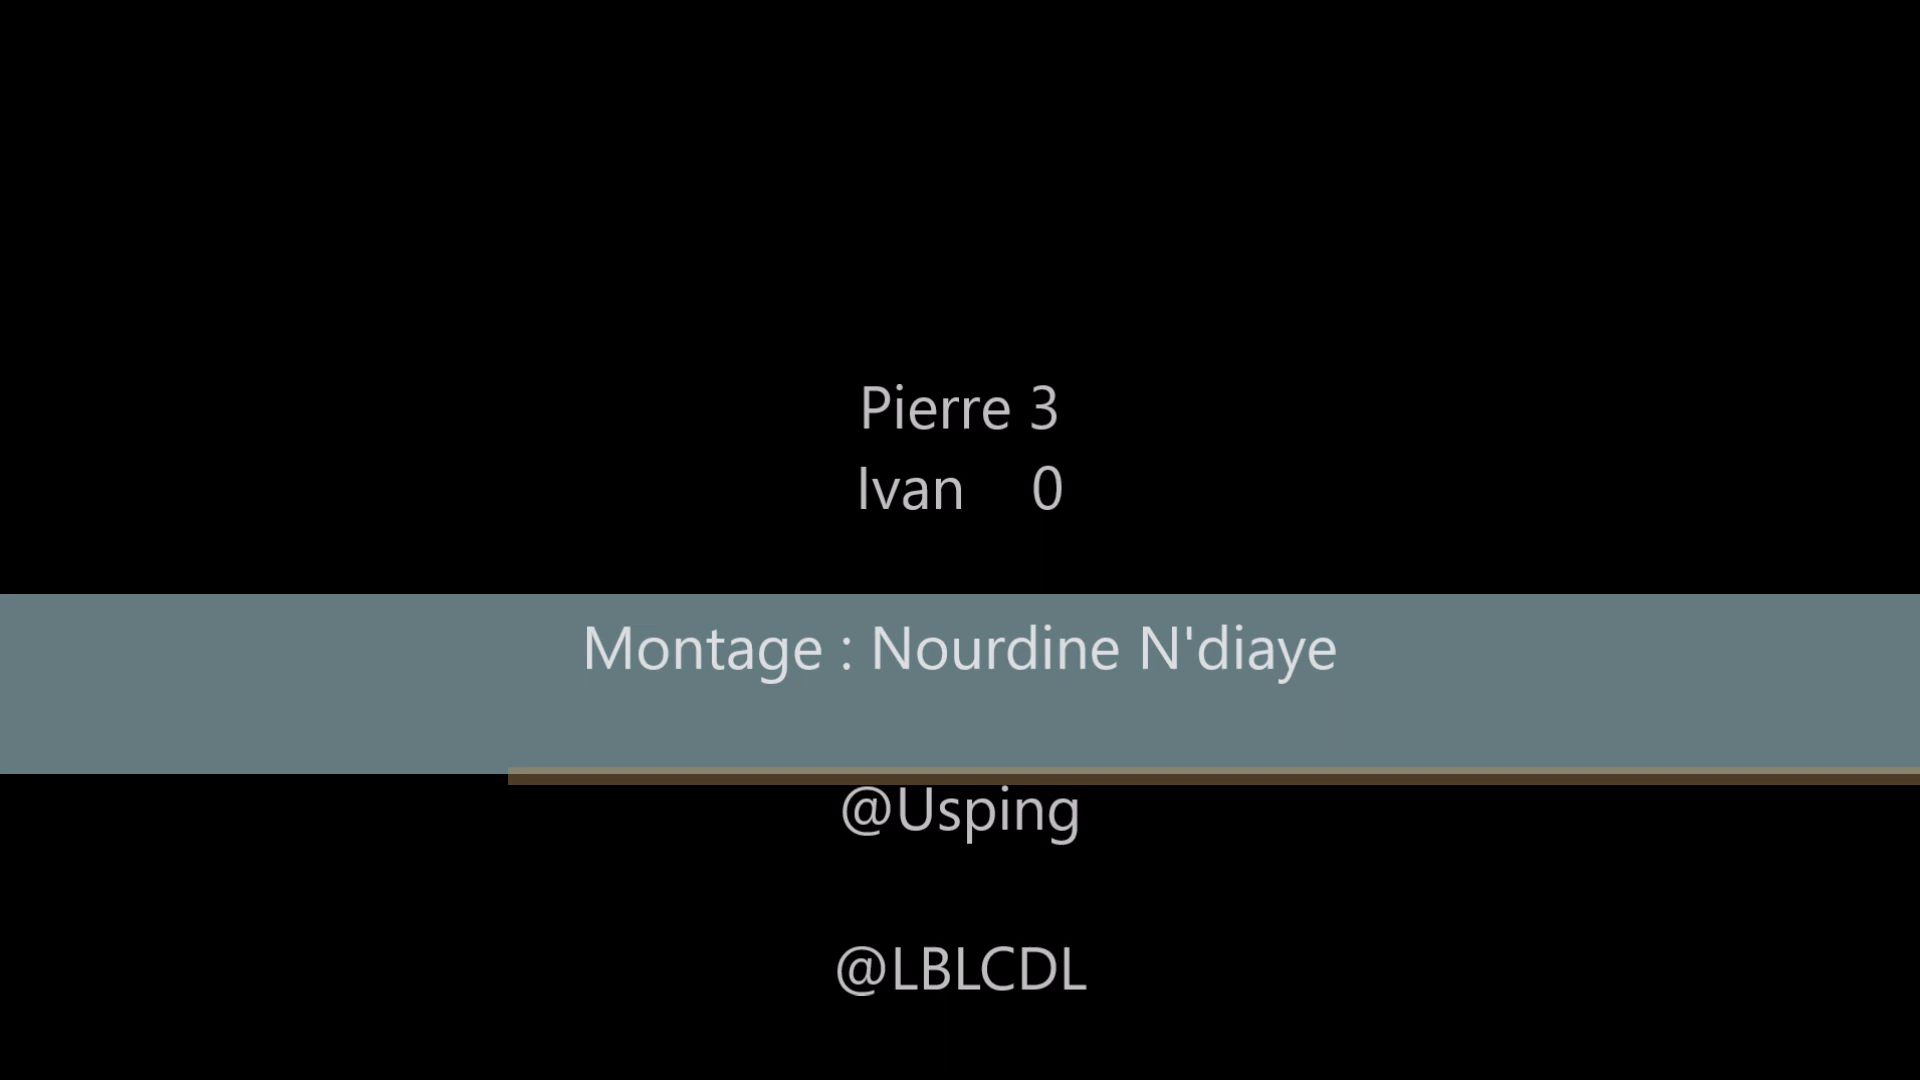 Pierre 3
Ivan 0
Montage : Nourdine N'diaye
@Usping
@LBLCDL